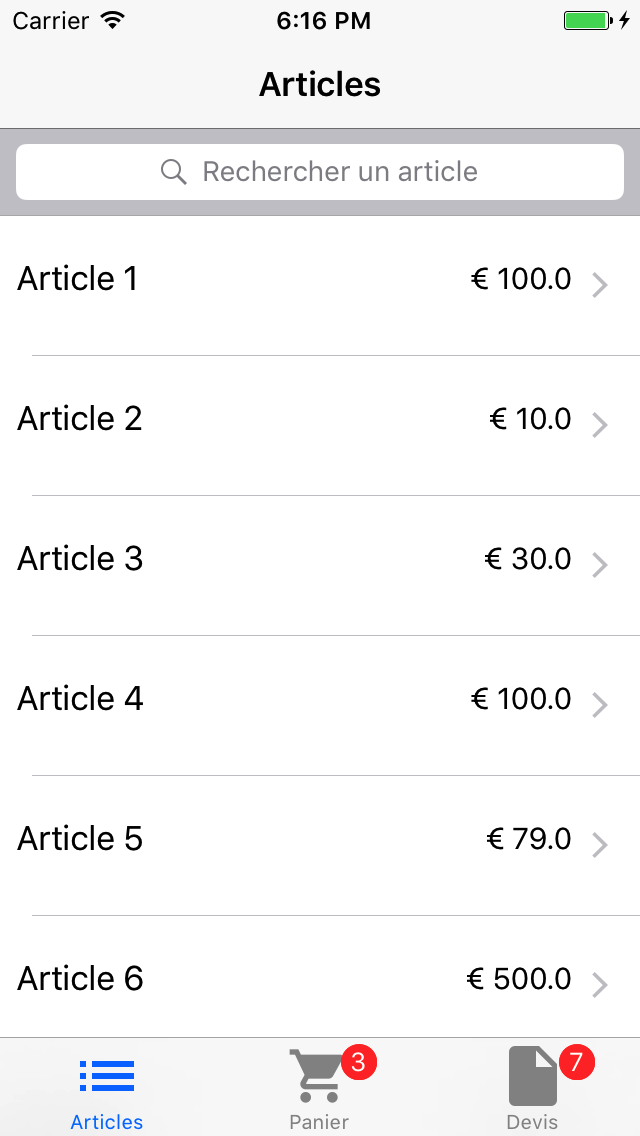 Carrier 6:16 PM
Articles
Rechercher un article
Article 1 € 100.0
Article 2 € 10.0
Article 3 € 30.0
Article 4 € 100.0
Article 5 € 79.0
Article 6 € 500.0
3 7
Articles Panier Devis